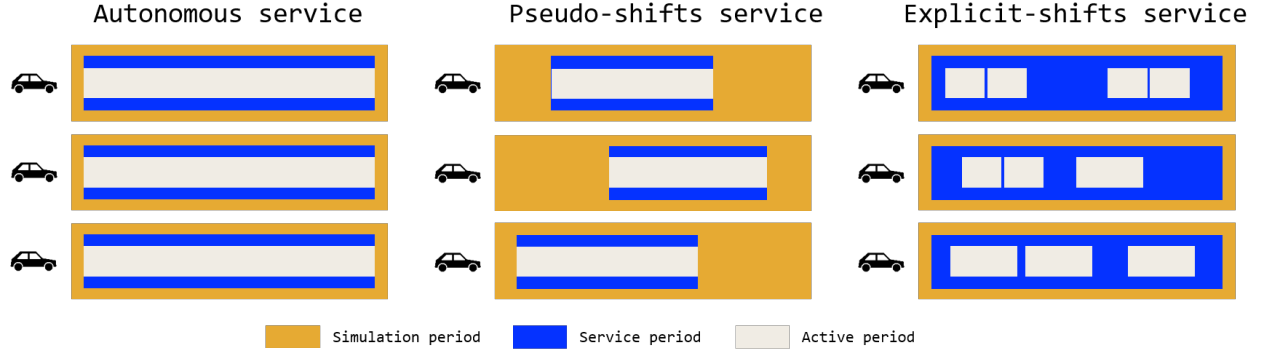 Autonomous service
Pseudo-shifts service
Explicit-shifts service
Simulation period
Service period
Active period